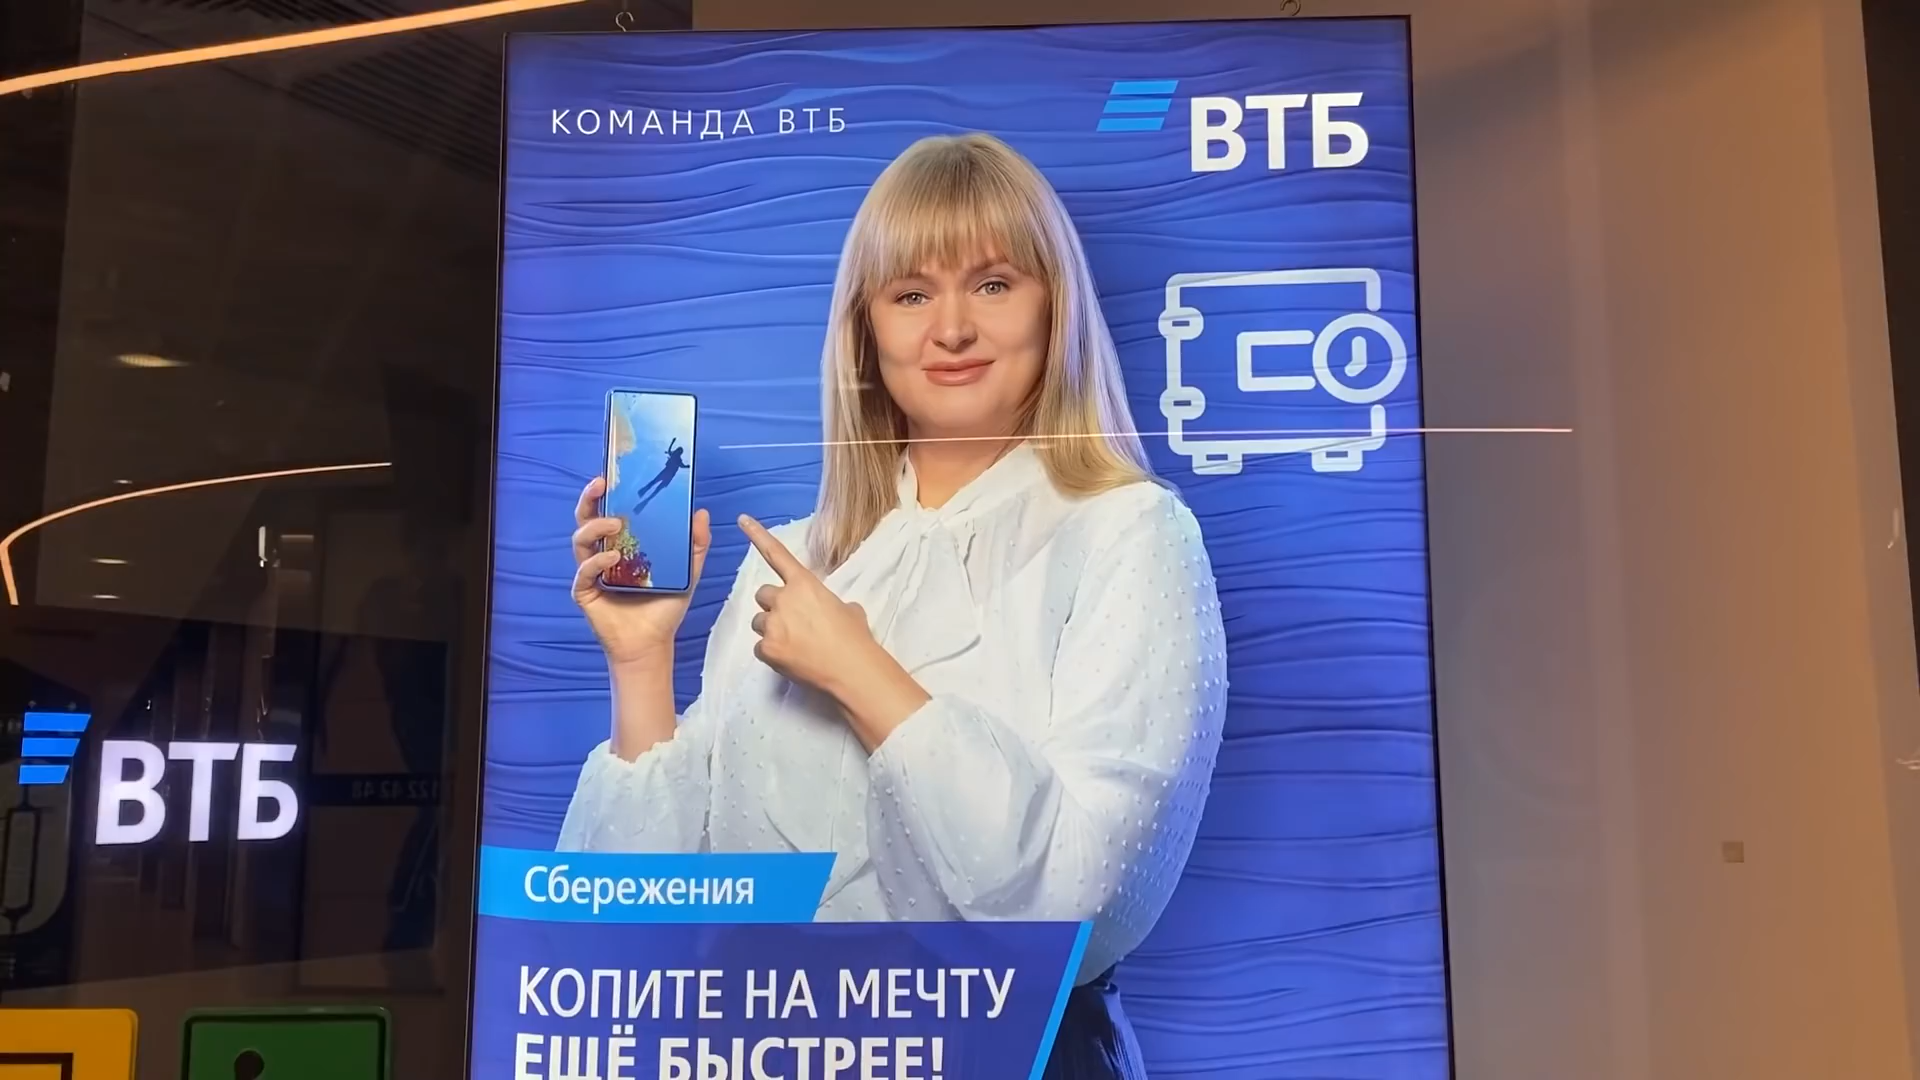 КОМАНДА ВТБ
ВТБ
ВТБ
Сбережения
КОПИТЕ НА МЕЧТУ
ЕЩЁ БЫСТРЕЕ!